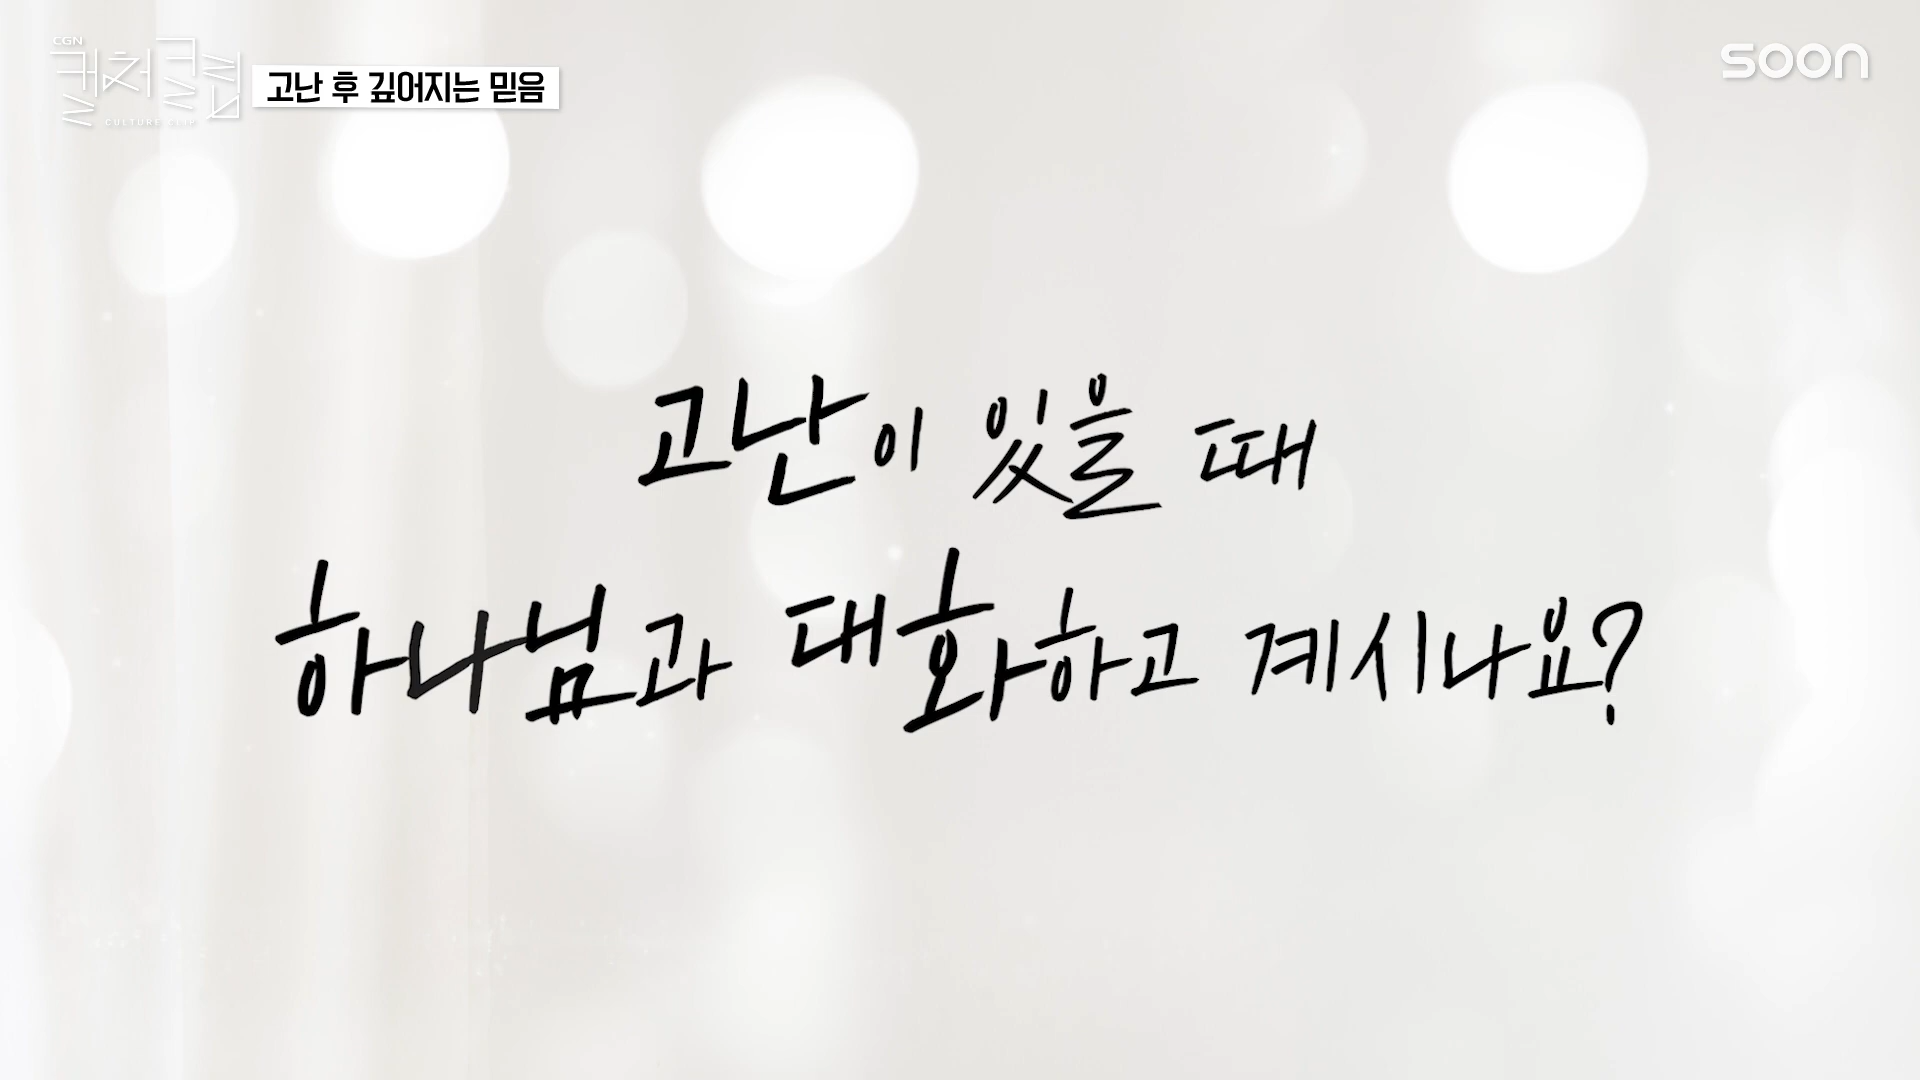 CGN
컬처클립
CULTURE CLIP
고난 후 깊어지는 믿음
SOON
고난이 있을 때
하나님과 대화하고 계시나요?